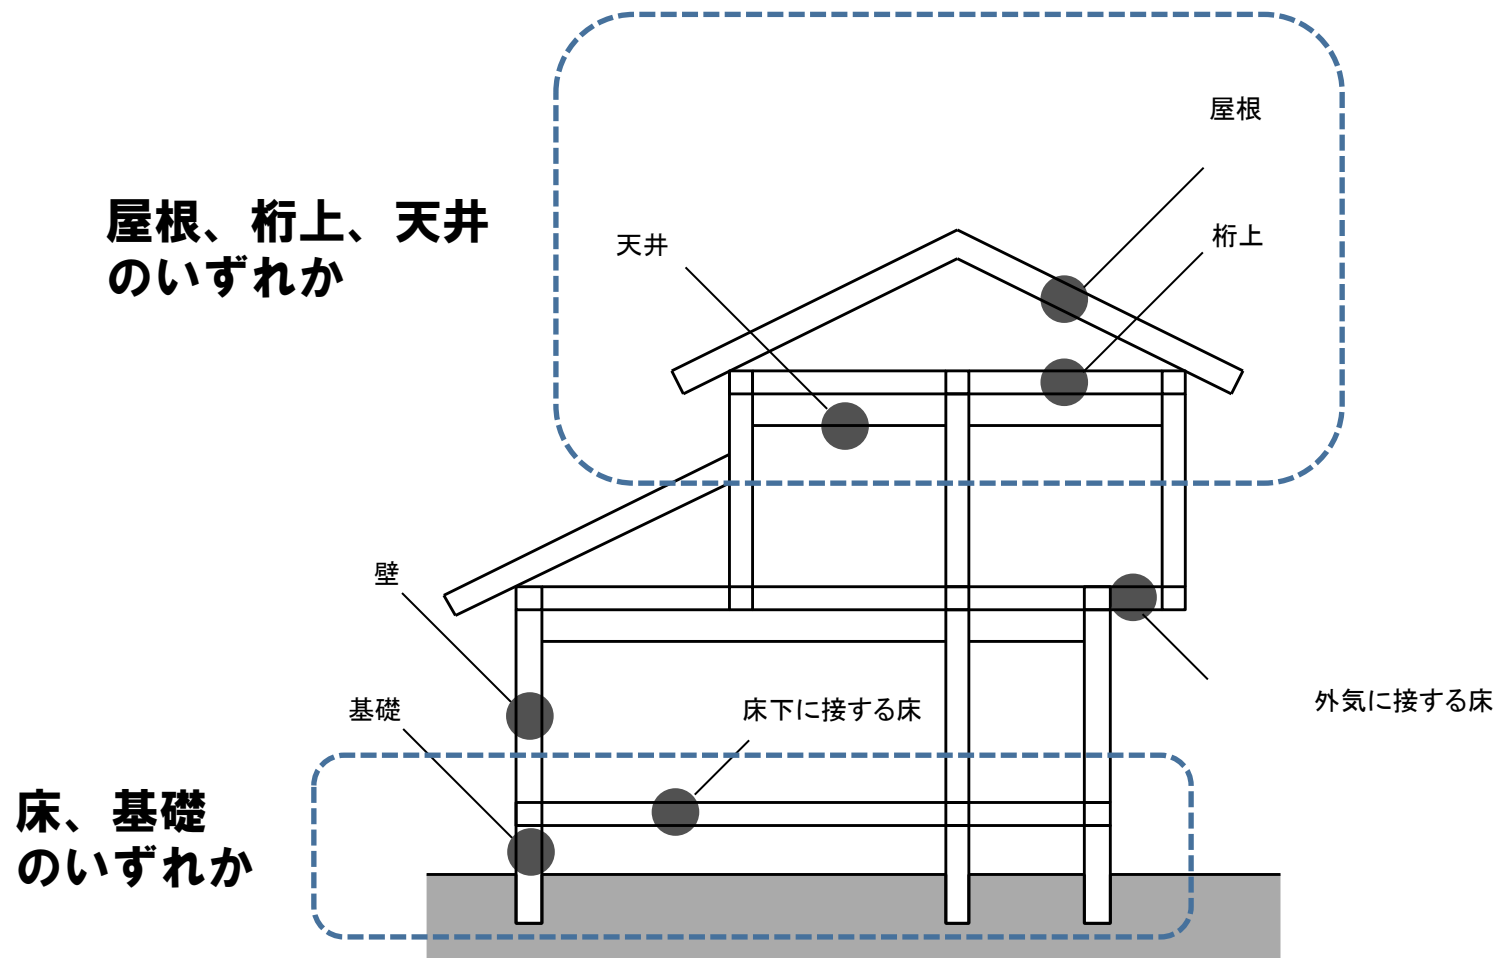 屋根
屋根、桁上、天井
のいずれか
天井
桁上
壁
基礎
床下に接する床
外気に接する床
床、基礎
のいずれか